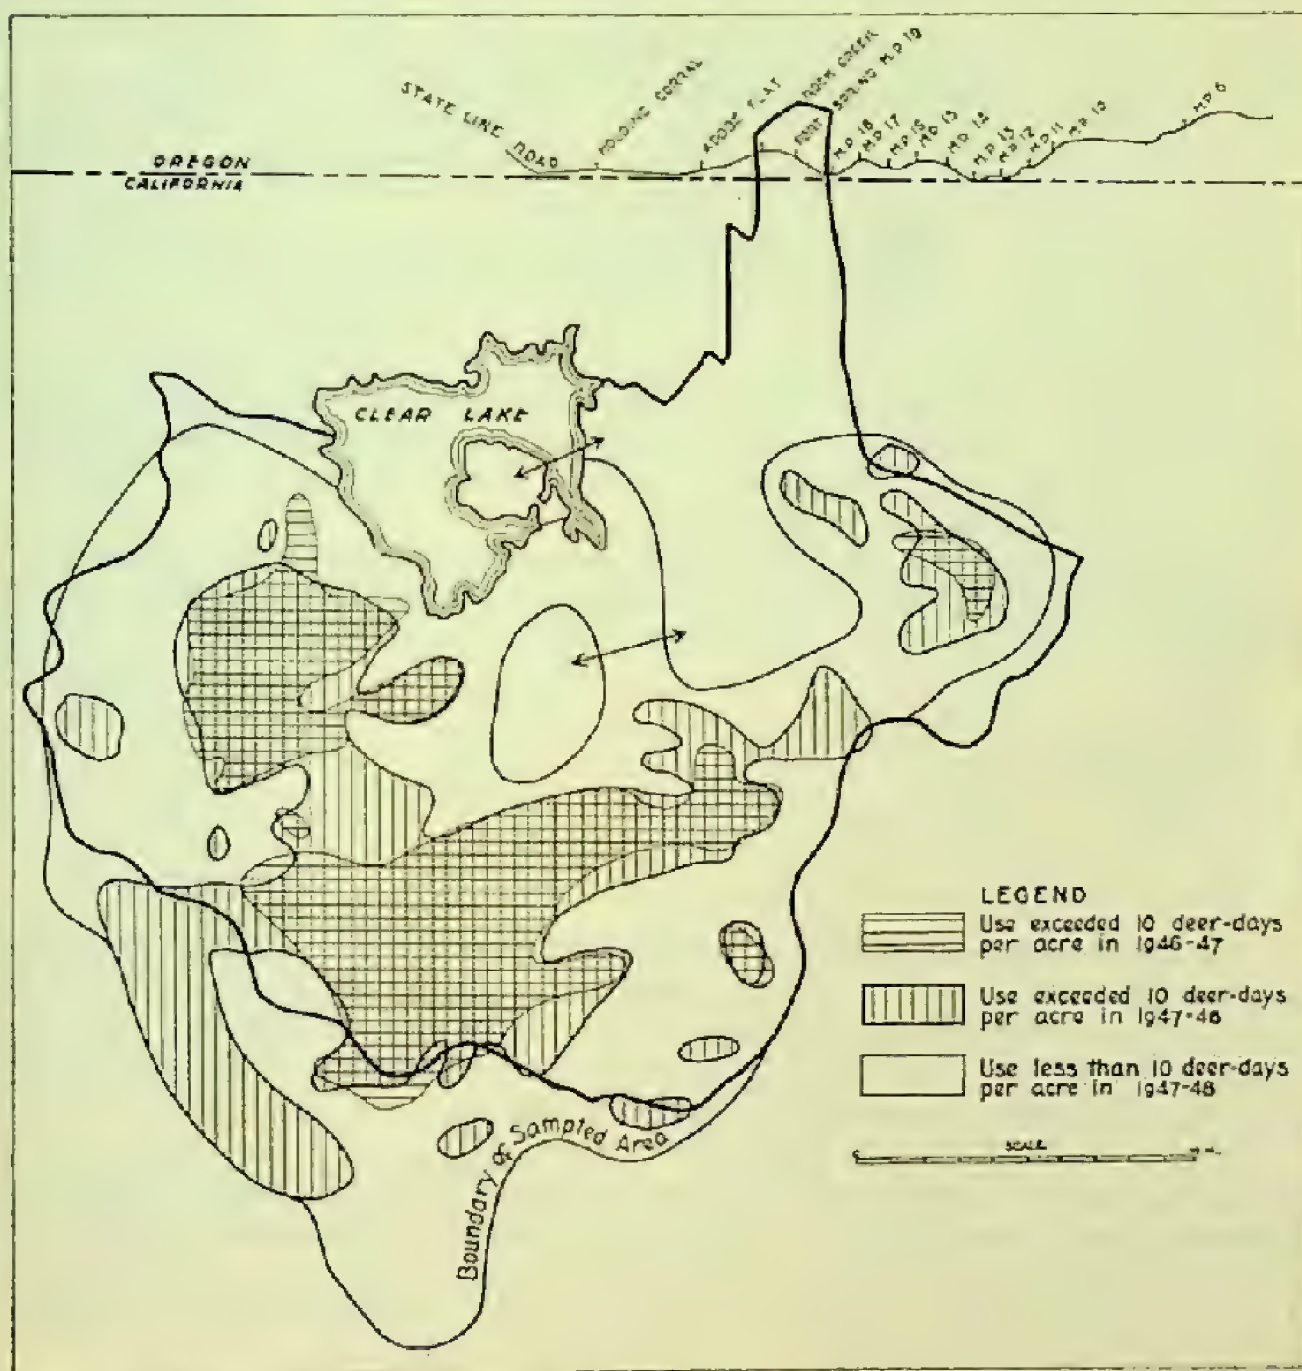 STATE LINE ROAD
HOLDING CORRAL
ADOBE FLAT
ROCK CREEK
SPRING M.P. 19
M.P. 18
M.P. 17
M.P. 15
M.P. 14
M.P. 13
M.P. 12
M.P. 11
M.P. 10
M.P. 6
OREGON
CALIFORNIA
CLEAR LAKE
LEGEND
Use exceeded 10 deer-days
per acre in 1946-47
Use exceeded 10 deer-days
per acre in 1947-48
Use less than 10 deer-days
per acre in 1947-48
SCALE
Boundary of Sampled Area